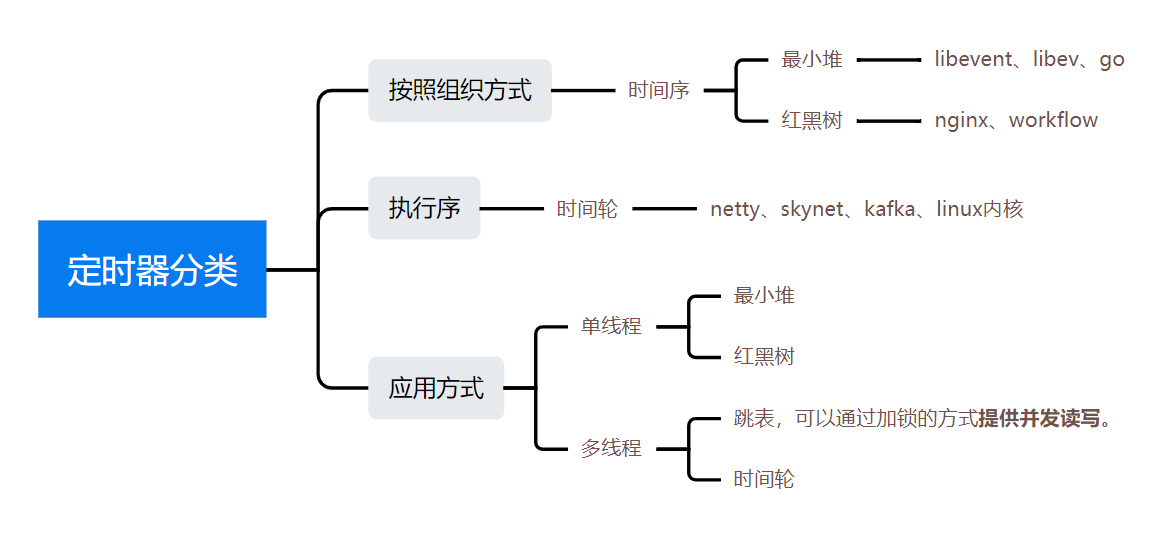 定时器分类
按照组织方式
时间序
最小堆
libevent、libev、go
红黑树
nginx、workflow
执行序
时间轮
netty、skynet、kafka、linux内核
应用方式
单线程
最小堆
红黑树
多线程
跳表，可以通过加锁的方式提供并发读写。
时间轮